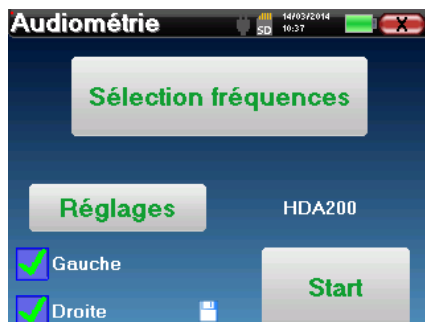 Audiométrie
SD
14/03/2014
10:37
X
Sélection fréquences
Réglages
HDA200
Gauche
Start
Droite